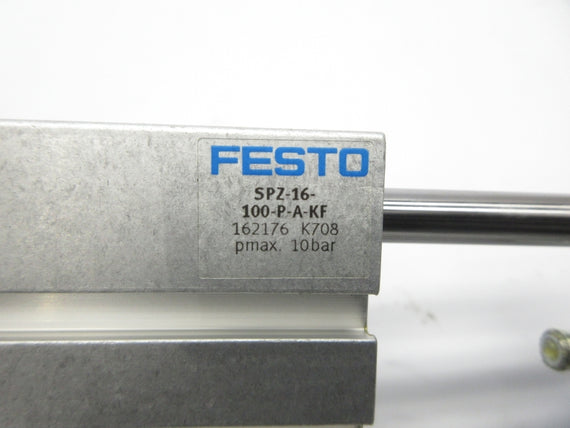 FESTO
SPZ-16-
100-P-A-KF
162176 K708
pmax. 10bar